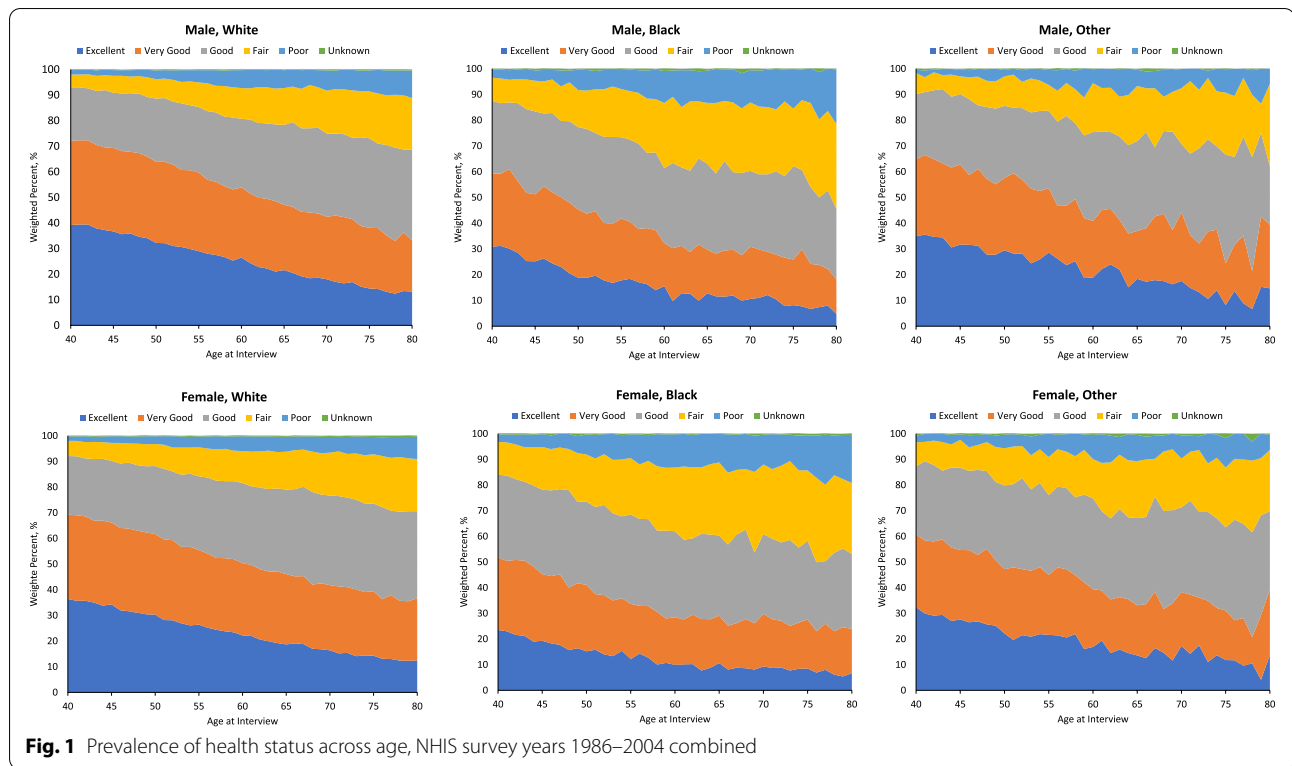 Male, White
Excellent Very Good Good Fair Poor Unknown
Weighted Percent, %
100
90
80
70
60
50
40
30
20
10
0
40 45 50 55 60 65 70 75 80
Age at Interview
Male, Black
Excellent Very Good Good Fair Poor Unknown
Weighted Percent, %
100
90
80
70
60
50
40
30
20
10
0
40 45 50 55 60 65 70 75 80
Age at Interview
Male, Other
Excellent Very Good Good Fair Poor Unknown
Weighted Percent, %
100
90
80
70
60
50
40
30
20
10
0
40 45 50 55 60 65 70 75 80
Age at Interview
Female, White
Excellent Very Good Good Fair Poor Unknown
Weighte Percent, %
100
90
80
70
60
50
40
30
20
10
0
40 45 50 55 60 65 70 75 80
Age at Interview
Female, Black
Excellent Very Good Good Fair Poor Unknown
Weighted Percent, %
100
90
80
70
60
50
40
30
20
10
0
40 45 50 55 60 65 70 75 80
Age at Interview
Female, Other
Excellent Very Good Good Fair Poor Unknown
Weighted Percent, %
100
90
80
70
60
50
40
30
20
10
0
40 45 50 55 60 65 70 75 80
Age at Interview
Fig. 1 Prevalence of health status across age, NHIS survey years 1986–2004 combined